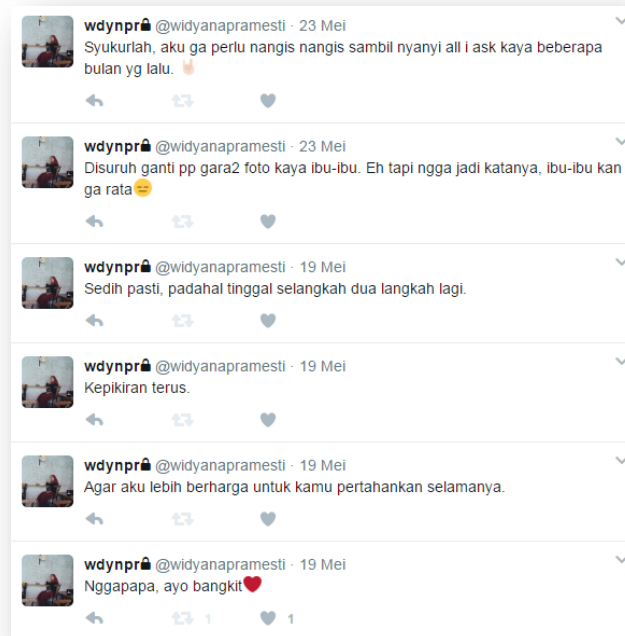 wdynpr🔒 @widyanapramesti · 23 Mei
Syukurlah, aku ga perlu nangis nangis sambil nyanyi all i ask kaya beberapa
bulan yg lalu. 🤘🏻
wdynpr🔒 @widyanapramesti · 23 Mei
Disuruh ganti pp gara2 foto kaya ibu-ibu. Eh tapi ngga jadi katanya, ibu-ibu kan
ga rata😑
wdynpr🔒 @widyanapramesti · 19 Mei
Sedih pasti, padahal tinggal selangkah dua langkah lagi.
wdynpr🔒 @widyanapramesti · 19 Mei
Kepikiran terus.
wdynpr🔒 @widyanapramesti · 19 Mei
Agar aku lebih berharga untuk kamu pertahankan selamanya.
wdynpr🔒 @widyanapramesti · 19 Mei
Nggapapa, ayo bangkit❤
1 1